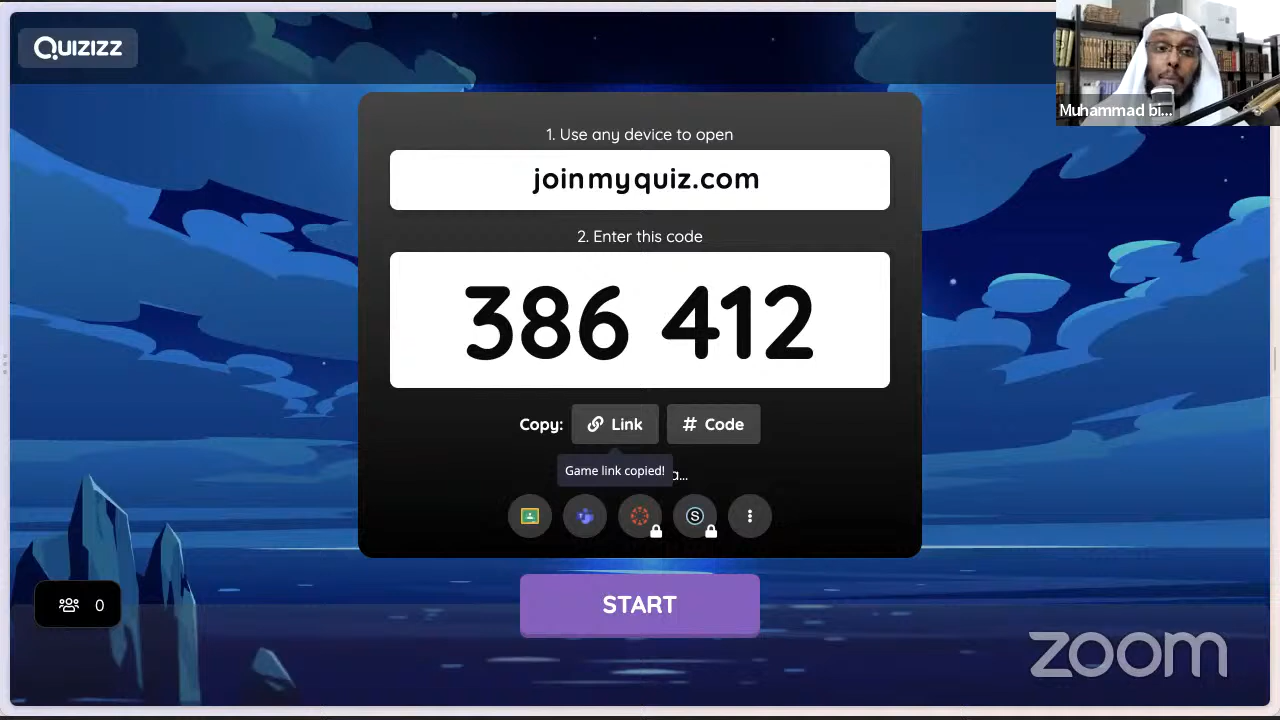 QUIZIZZ
Muhammad bi...
1. Use any device to open
joinmyquiz.com
2. Enter this code
386 412
Copy:
Link
# Code
Game link copied!
a...
S
0
START
zoom